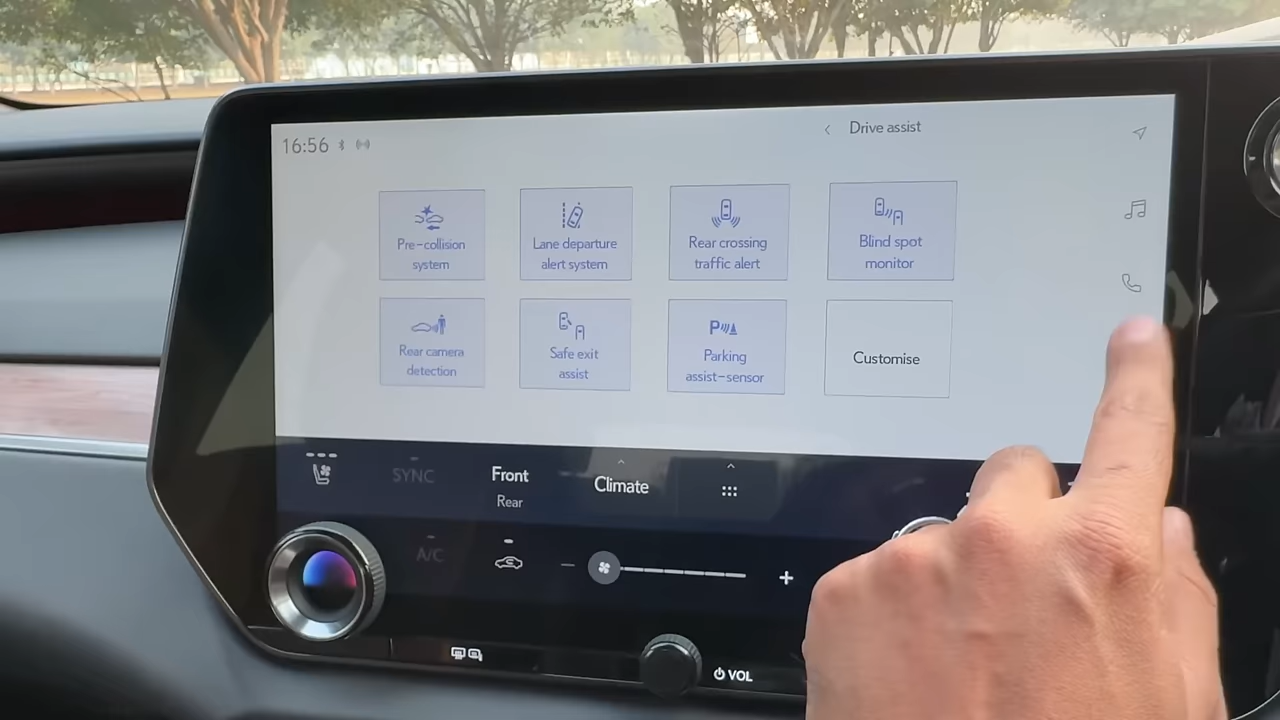 16:56
Drive assist
Pre-collision
system
Lane departure
alert system
Rear crossing
traffic alert
Blind spot
monitor
Rear camera
detection
Safe exit
assist
P
Parking
assist-sensor
Customise
SYNC
Front
Rear
Climate
A/C
VOL